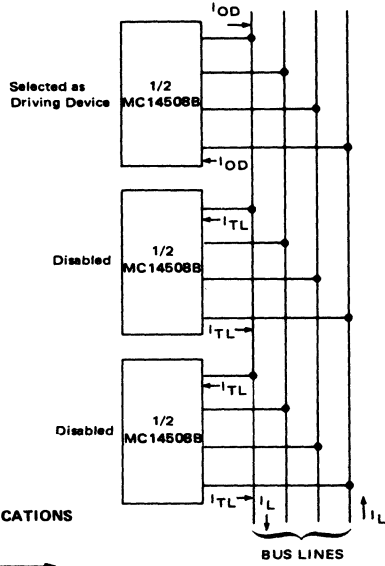 IOD
Selected as
Driving Device
1/2
MC14508B
IOD
ITL
Disabled
1/2
MC14508B
ITL
ITL
Disabled
1/2
MC14508B
ITL
IL
IL
CATIONS
BUS LINES